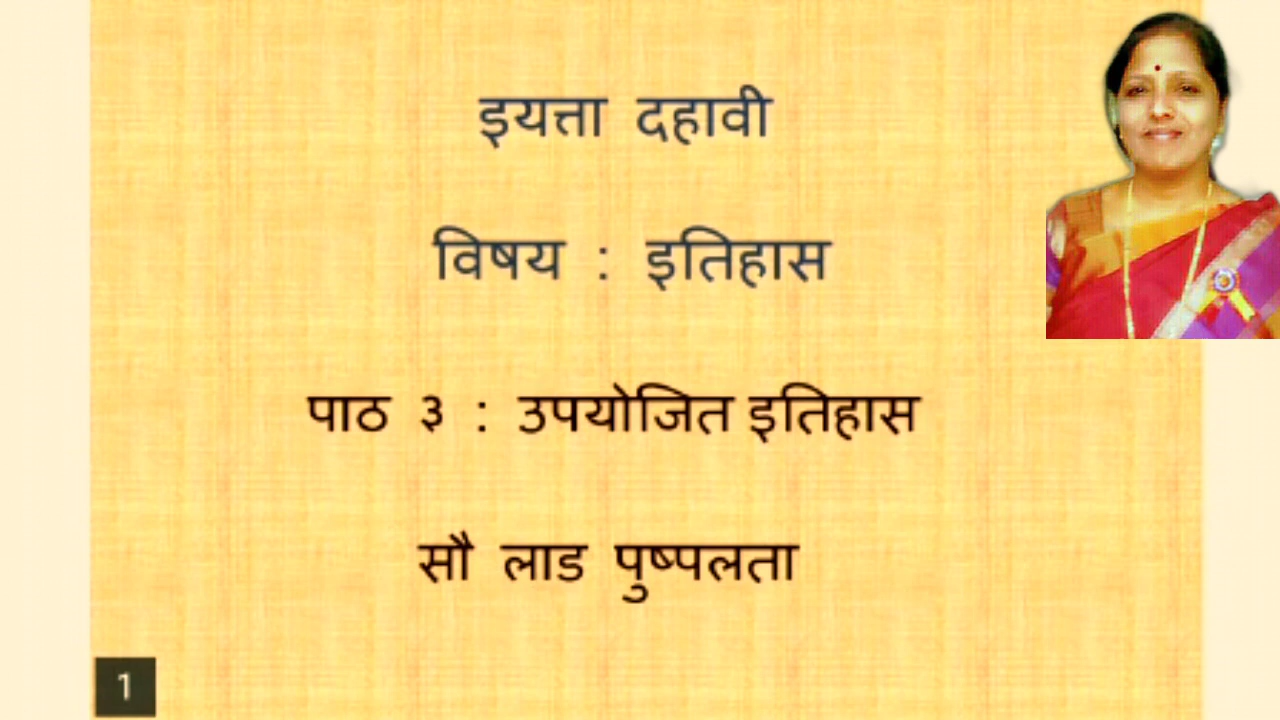 इयत्ता दहावी
विषय : इतिहास
पाठ ३ : उपयोजित इतिहास
सौ लाड पुष्पलता
1